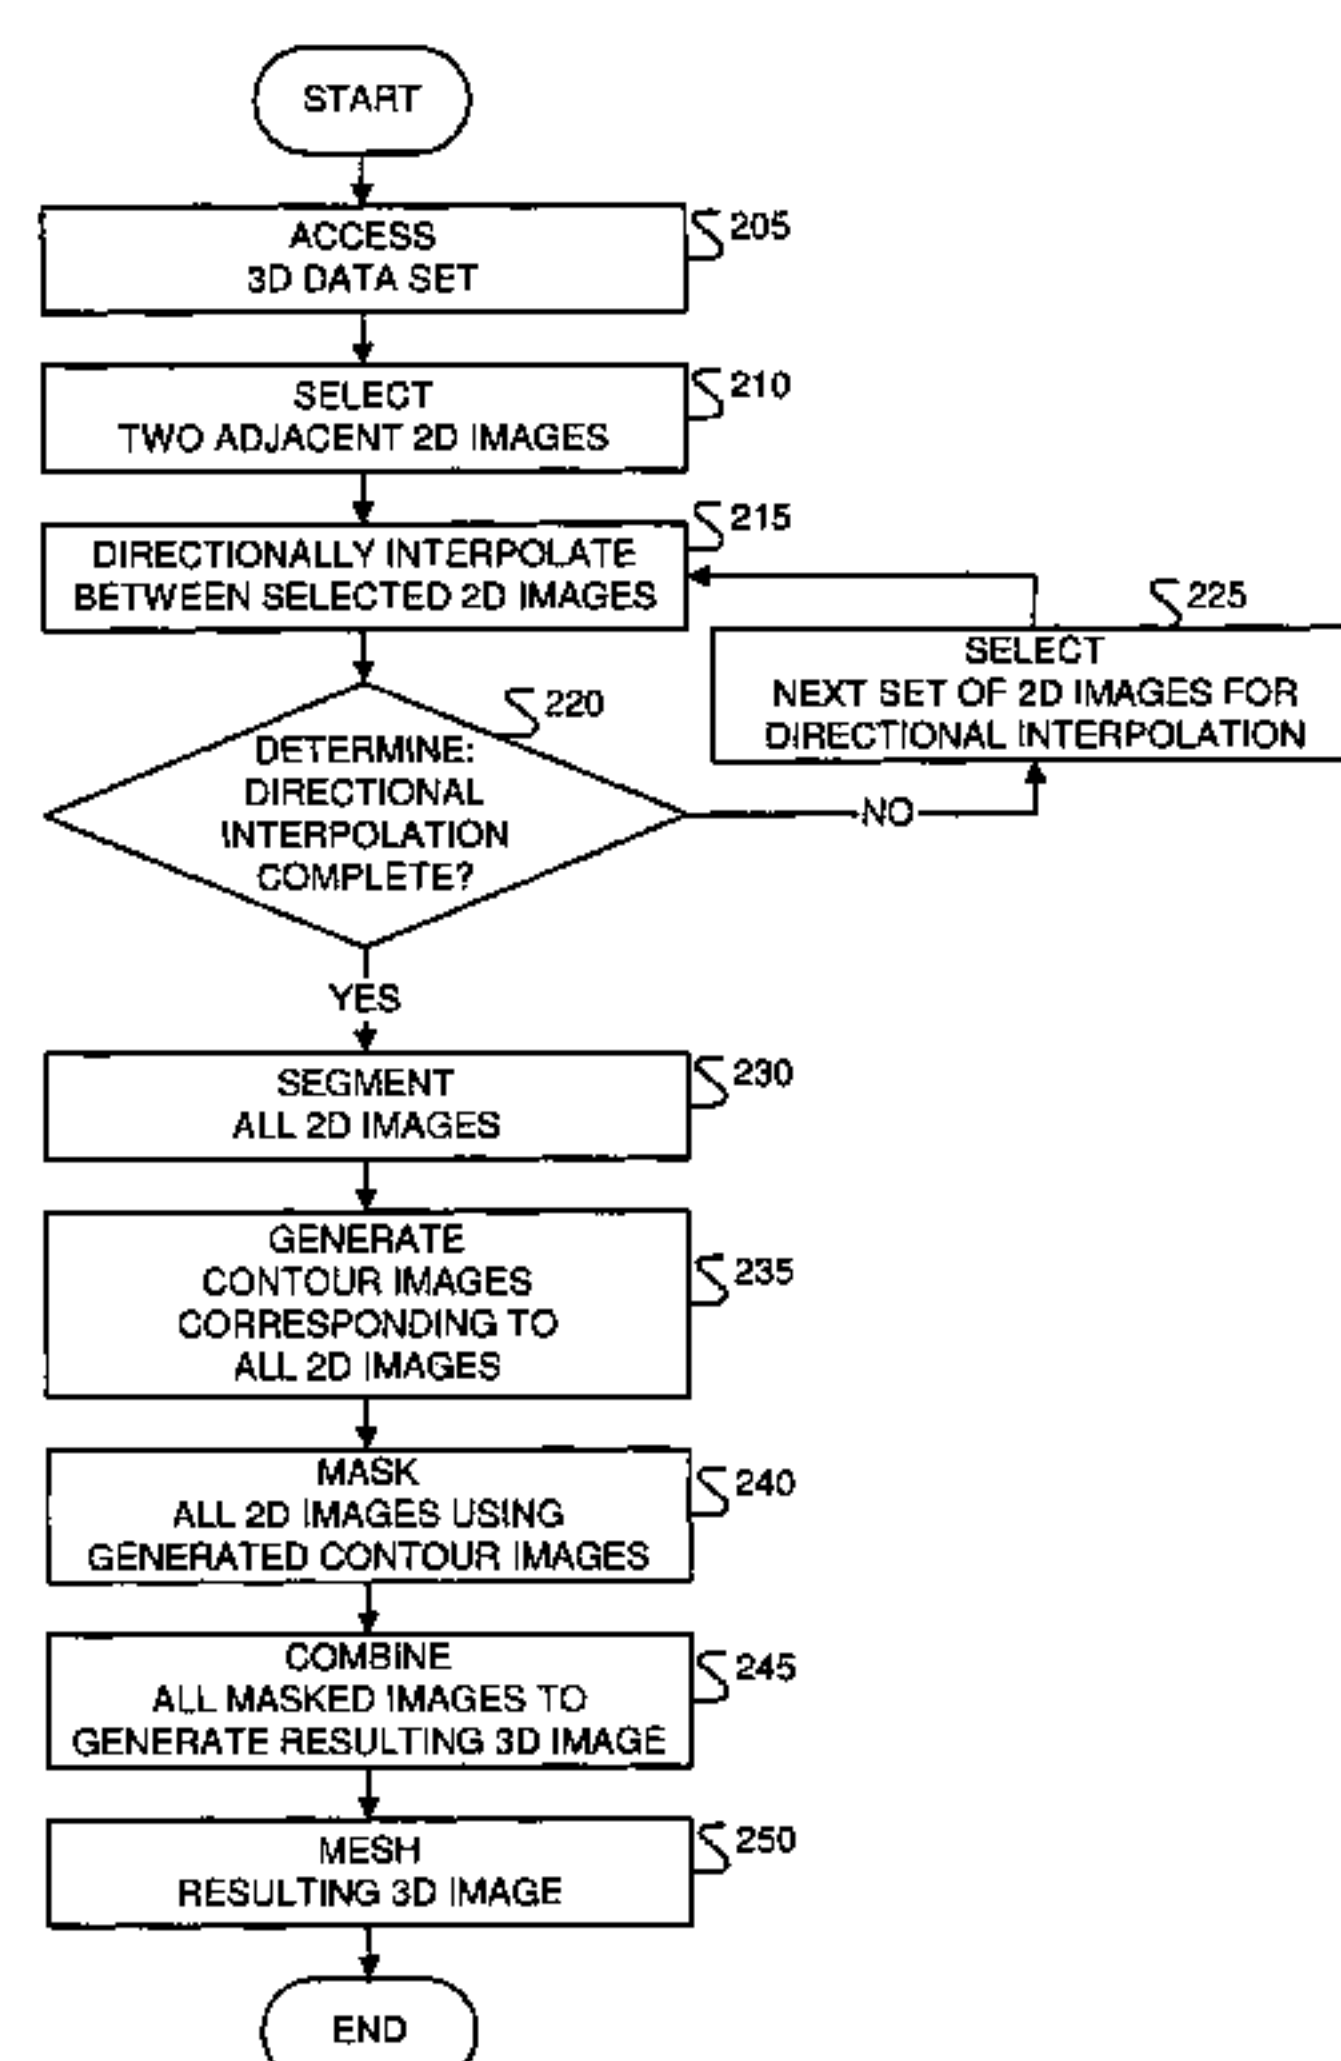 START
ACCESS
3D DATA SET
205
SELECT
TWO ADJACENT 2D IMAGES
210
DIRECTIONALLY INTERPOLATE
BETWEEN SELECTED 2D IMAGES
215
SELECT
NEXT SET OF 2D IMAGES FOR
DIRECTIONAL INTERPOLATION
225
DETERMINE:
DIRECTIONAL
INTERPOLATION
COMPLETE?
220
NO
YES
SEGMENT
ALL 2D IMAGES
230
GENERATE
CONTOUR IMAGES
CORRESPONDING TO
ALL 2D IMAGES
235
MASK
ALL 2D IMAGES USING
GENERATED CONTOUR IMAGES
240
COMBINE
ALL MASKED IMAGES TO
GENERATE RESULTING 3D IMAGE
245
MESH
RESULTING 3D IMAGE
250
END